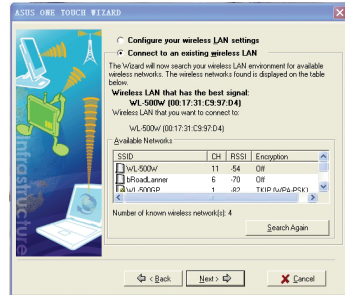 ASUS ONE TOUCH WIZARD
Configure your wireless LAN settings
Connect to an existing wireless LAN
The Wizard will now search your wireless LAN environment for available
wireless networks. The wireless networks found is displayed on the table
below.
Wireless LAN that has the best signal:
WL-500W (00:17:31:C9:97:D4)
Wireless LAN that you want to connect to:
WL-500W (00:17:31:C9:97:D4)
Available Networks
SSID CH RSSI Encryption
WL-500W 11 -54 Off
bRoadLanner 6 -70 Off
WL-500GP 1 -82 TKIP (WPA-PSK)
Number of known wireless network(s): 4
Search Again
< Back
Next >
Cancel
Infrastructure